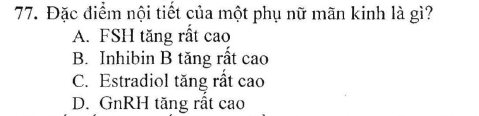 77. Đặc điểm nội tiết của một phụ nữ mãn kinh là gì?
A. FSH tăng rất cao
B. Inhibin B tăng rất cao
C. Estradiol tăng rất cao
D. GnRH tăng rất cao